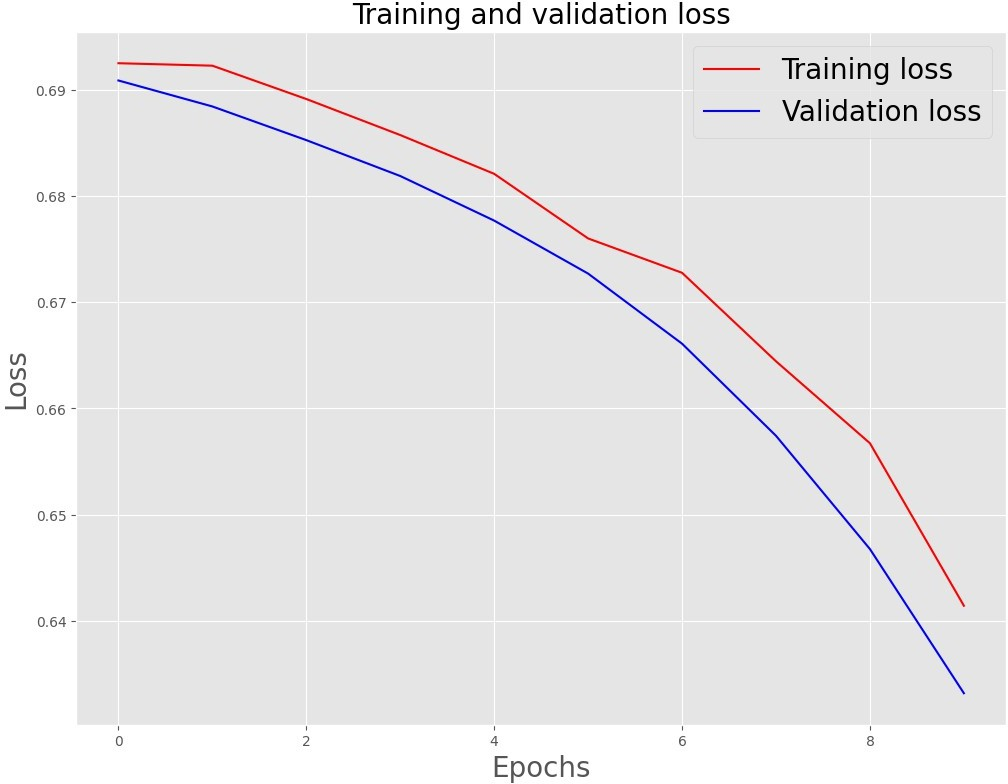 Training and validation loss
Training loss
Validation loss
0.69
0.68
0.67
0.66
0.65
0.64
Loss
0
2
4
6
8
Epochs